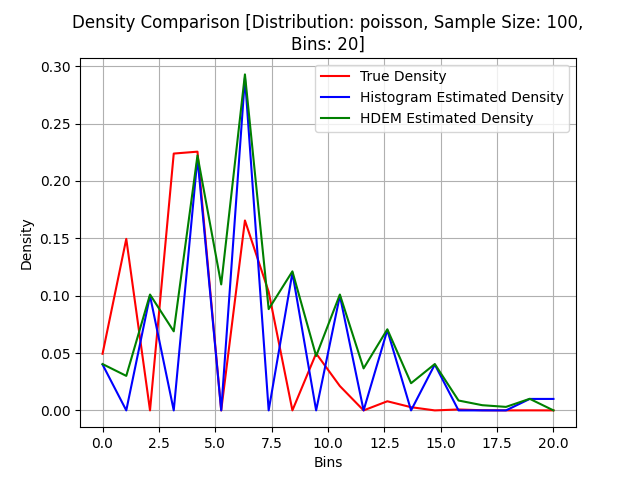 Density Comparison [Distribution: poisson, Sample Size: 100,
Bins: 20]
True Density
Histogram Estimated Density
HDEM Estimated Density
Density
0.30
0.25
0.20
0.15
0.10
0.05
0.00
0.0 2.5 5.0 7.5 10.0 12.5 15.0 17.5 20.0
Bins